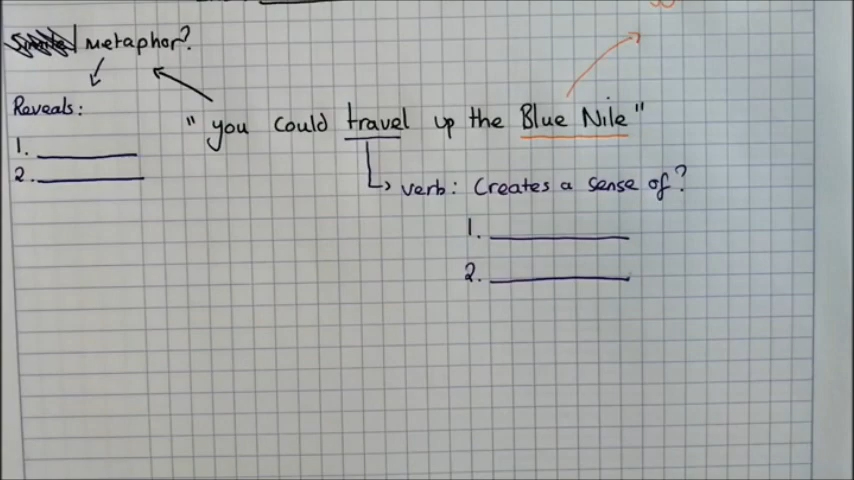 metaphor?
Reveals:
1.
2.
"you could travel up the Blue Nile"
verb: Creates a sense of?
1.
2.